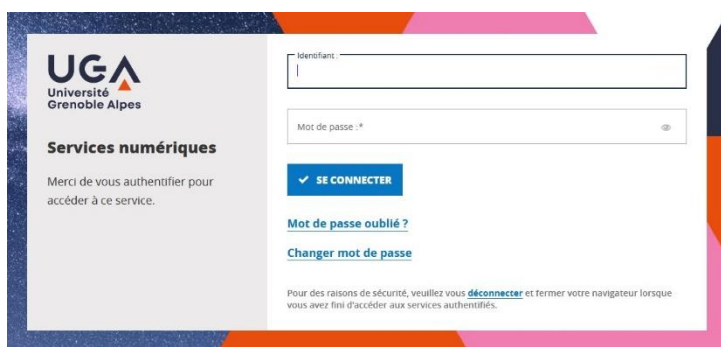 UGA
Université
Grenoble Alpes
Services numériques
Merci de vous authentifier pour
accéder à ce service.
Identifiant :
Mot de passe :*
SE CONNECTER
Mot de passe oublié ?
Changer mot de passe
Pour des raisons de sécurité, veuillez vous déconnecter et fermer votre navigateur lorsque
vous avez fini d'accéder aux services authentifiés.